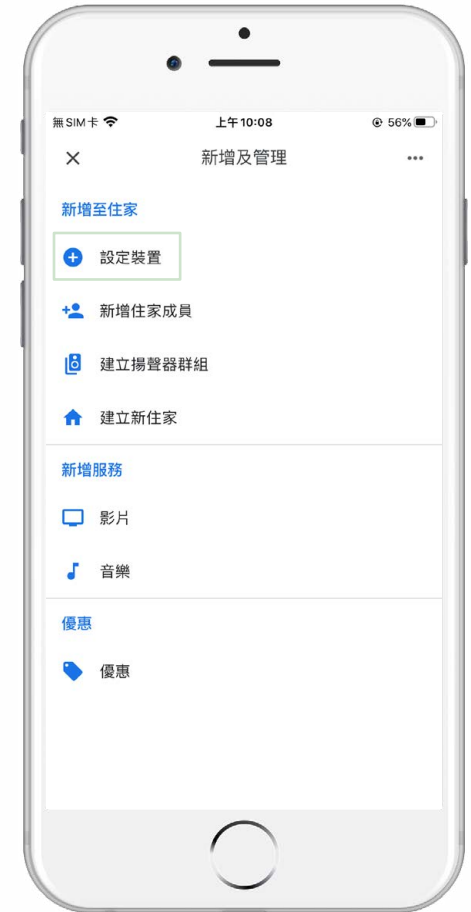 無SIM卡 上午10:08 56%
新增及管理
新增至住家
設定裝置
新增住家成員
建立揚聲器群組
建立新住家
新增服務
影片
音樂
優惠
優惠